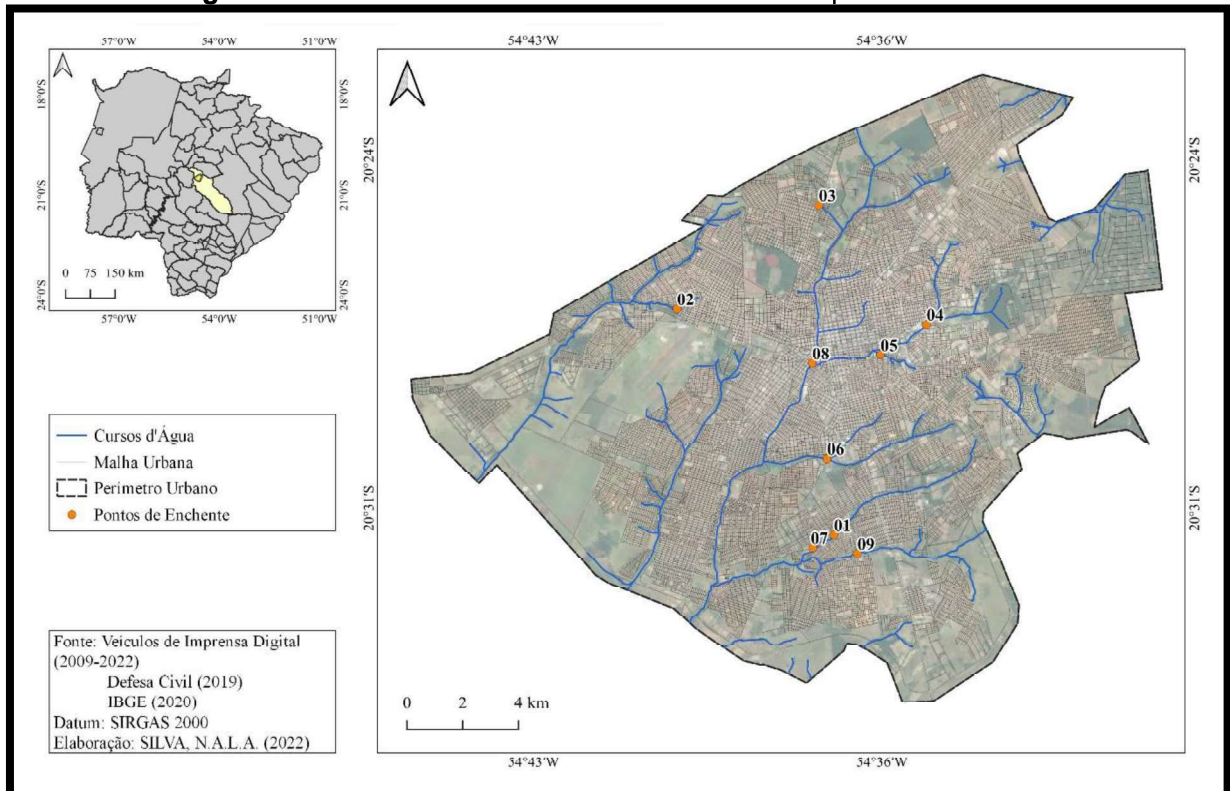 57°0'W 54°0'W 51°0'W
18°0'S 18°0'S
21°0'S 21°0'S
24°0'S 24°0'S
0 75 150 km
57°0'W 54°0'W 51°0'W
Cursos d'Água
Malha Urbana
Perímetro Urbano
Pontos de Enchente
Fonte: Veículos de Imprensa Digital
(2009-2022)
Defesa Civil (2019)
IBGE (2020)
Datum: SIRGAS 2000
Elaboração: SILVA, N.A.L.A. (2022)
54°43'W 54°36'W
20°24'S 20°24'S
03
02
04
05
08
06
20°31'S 20°31'S
01
07
09
0 2 4 km
54°43'W 54°36'W